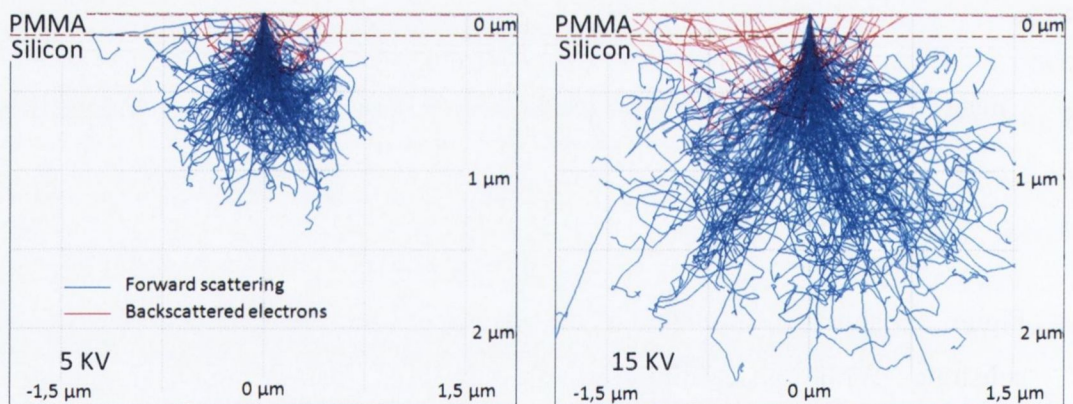 PMMA
0 µm
Silicon
1 µm
Forward scattering
Backscattered electrons
2 µm
5 KV
-1,5 µm
0 µm
1,5 µm
PMMA
0 µm
Silicon
1 µm
2 µm
15 KV
-1,5 µm
0 µm
1,5 µm